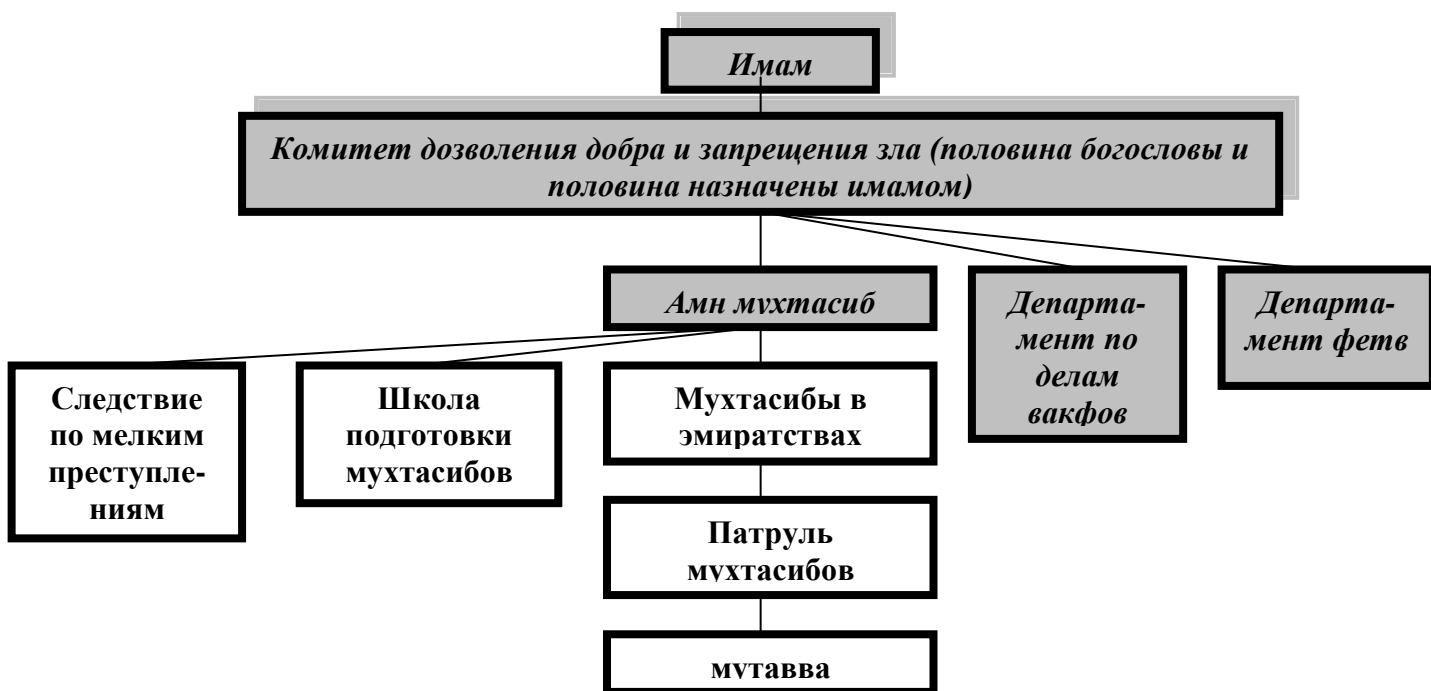 Имам
Комитет дозволения добра и запрещения зла (половина богословы и
половина назначены имамом)
Амн мухтасиб
Департа-
мент по
делам
вакфов
Департа-
мент фетв
Следствие
по мелким
преступле-
ниям
Школа
подготовки
мухтасибов
Мухтасибы в
эмиратствах
Патруль
мухтасибов
мутавва